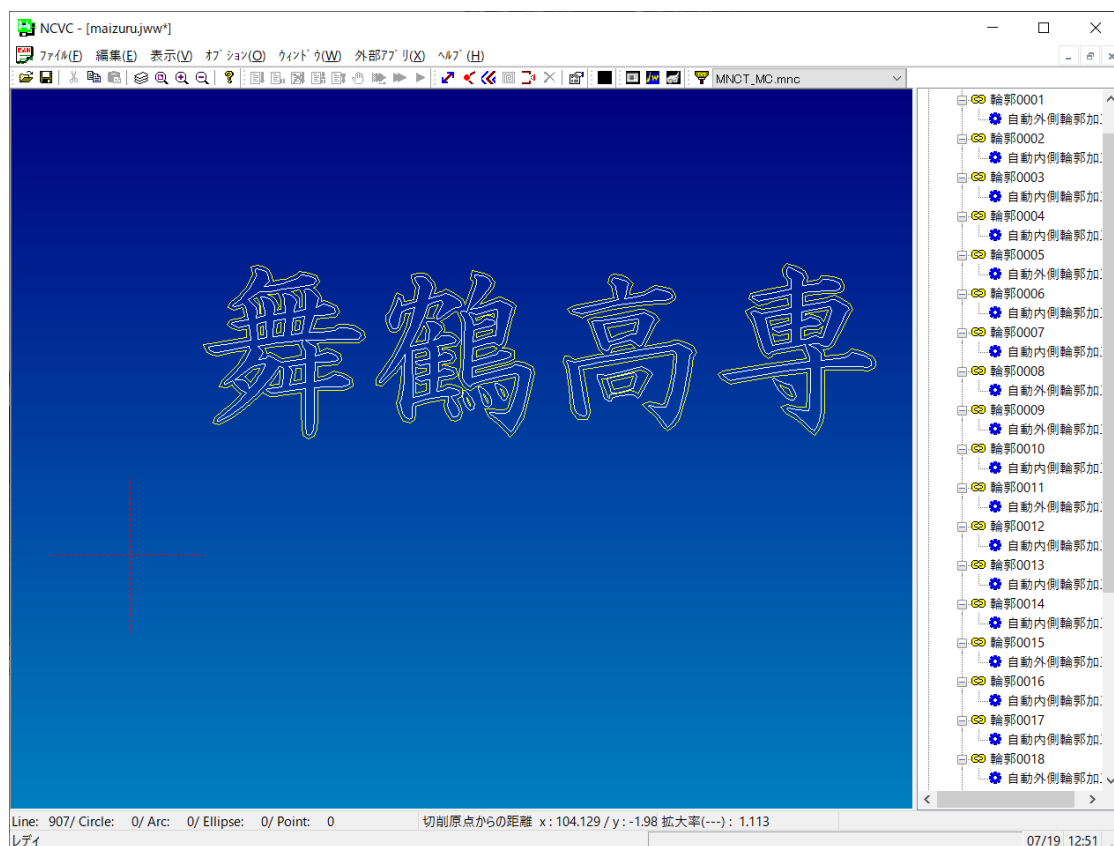 NCVC - [maizuru.jww*]
ファイル(F) 編集(E) 表示(V) オプション(O) ウィンドウ(W) 外部アプリ(X) ヘルプ(H)
MNCT_MC.mnc
舞鶴高専
輪郭0001
自動外側輪郭加
輪郭0002
自動内側輪郭加
輪郭0003
自動内側輪郭加
輪郭0004
自動内側輪郭加
輪郭0005
自動外側輪郭加
輪郭0006
自動内側輪郭加
輪郭0007
自動内側輪郭加
輪郭0008
自動外側輪郭加
輪郭0009
自動外側輪郭加
輪郭0010
自動内側輪郭加
輪郭0011
自動外側輪郭加
輪郭0012
自動内側輪郭加
輪郭0013
自動内側輪郭加
輪郭0014
自動内側輪郭加
輪郭0015
自動外側輪郭加
輪郭0016
自動内側輪郭加
輪郭0017
自動内側輪郭加
輪郭0018
自動外側輪郭加
Line: 907/ Circle: 0/ Arc: 0/ Ellipse: 0/ Point: 0 切削原点からの距離 x : 104.129 / y : -1.98 拡大率(---) : 1.113
レディ 07/19 12:51